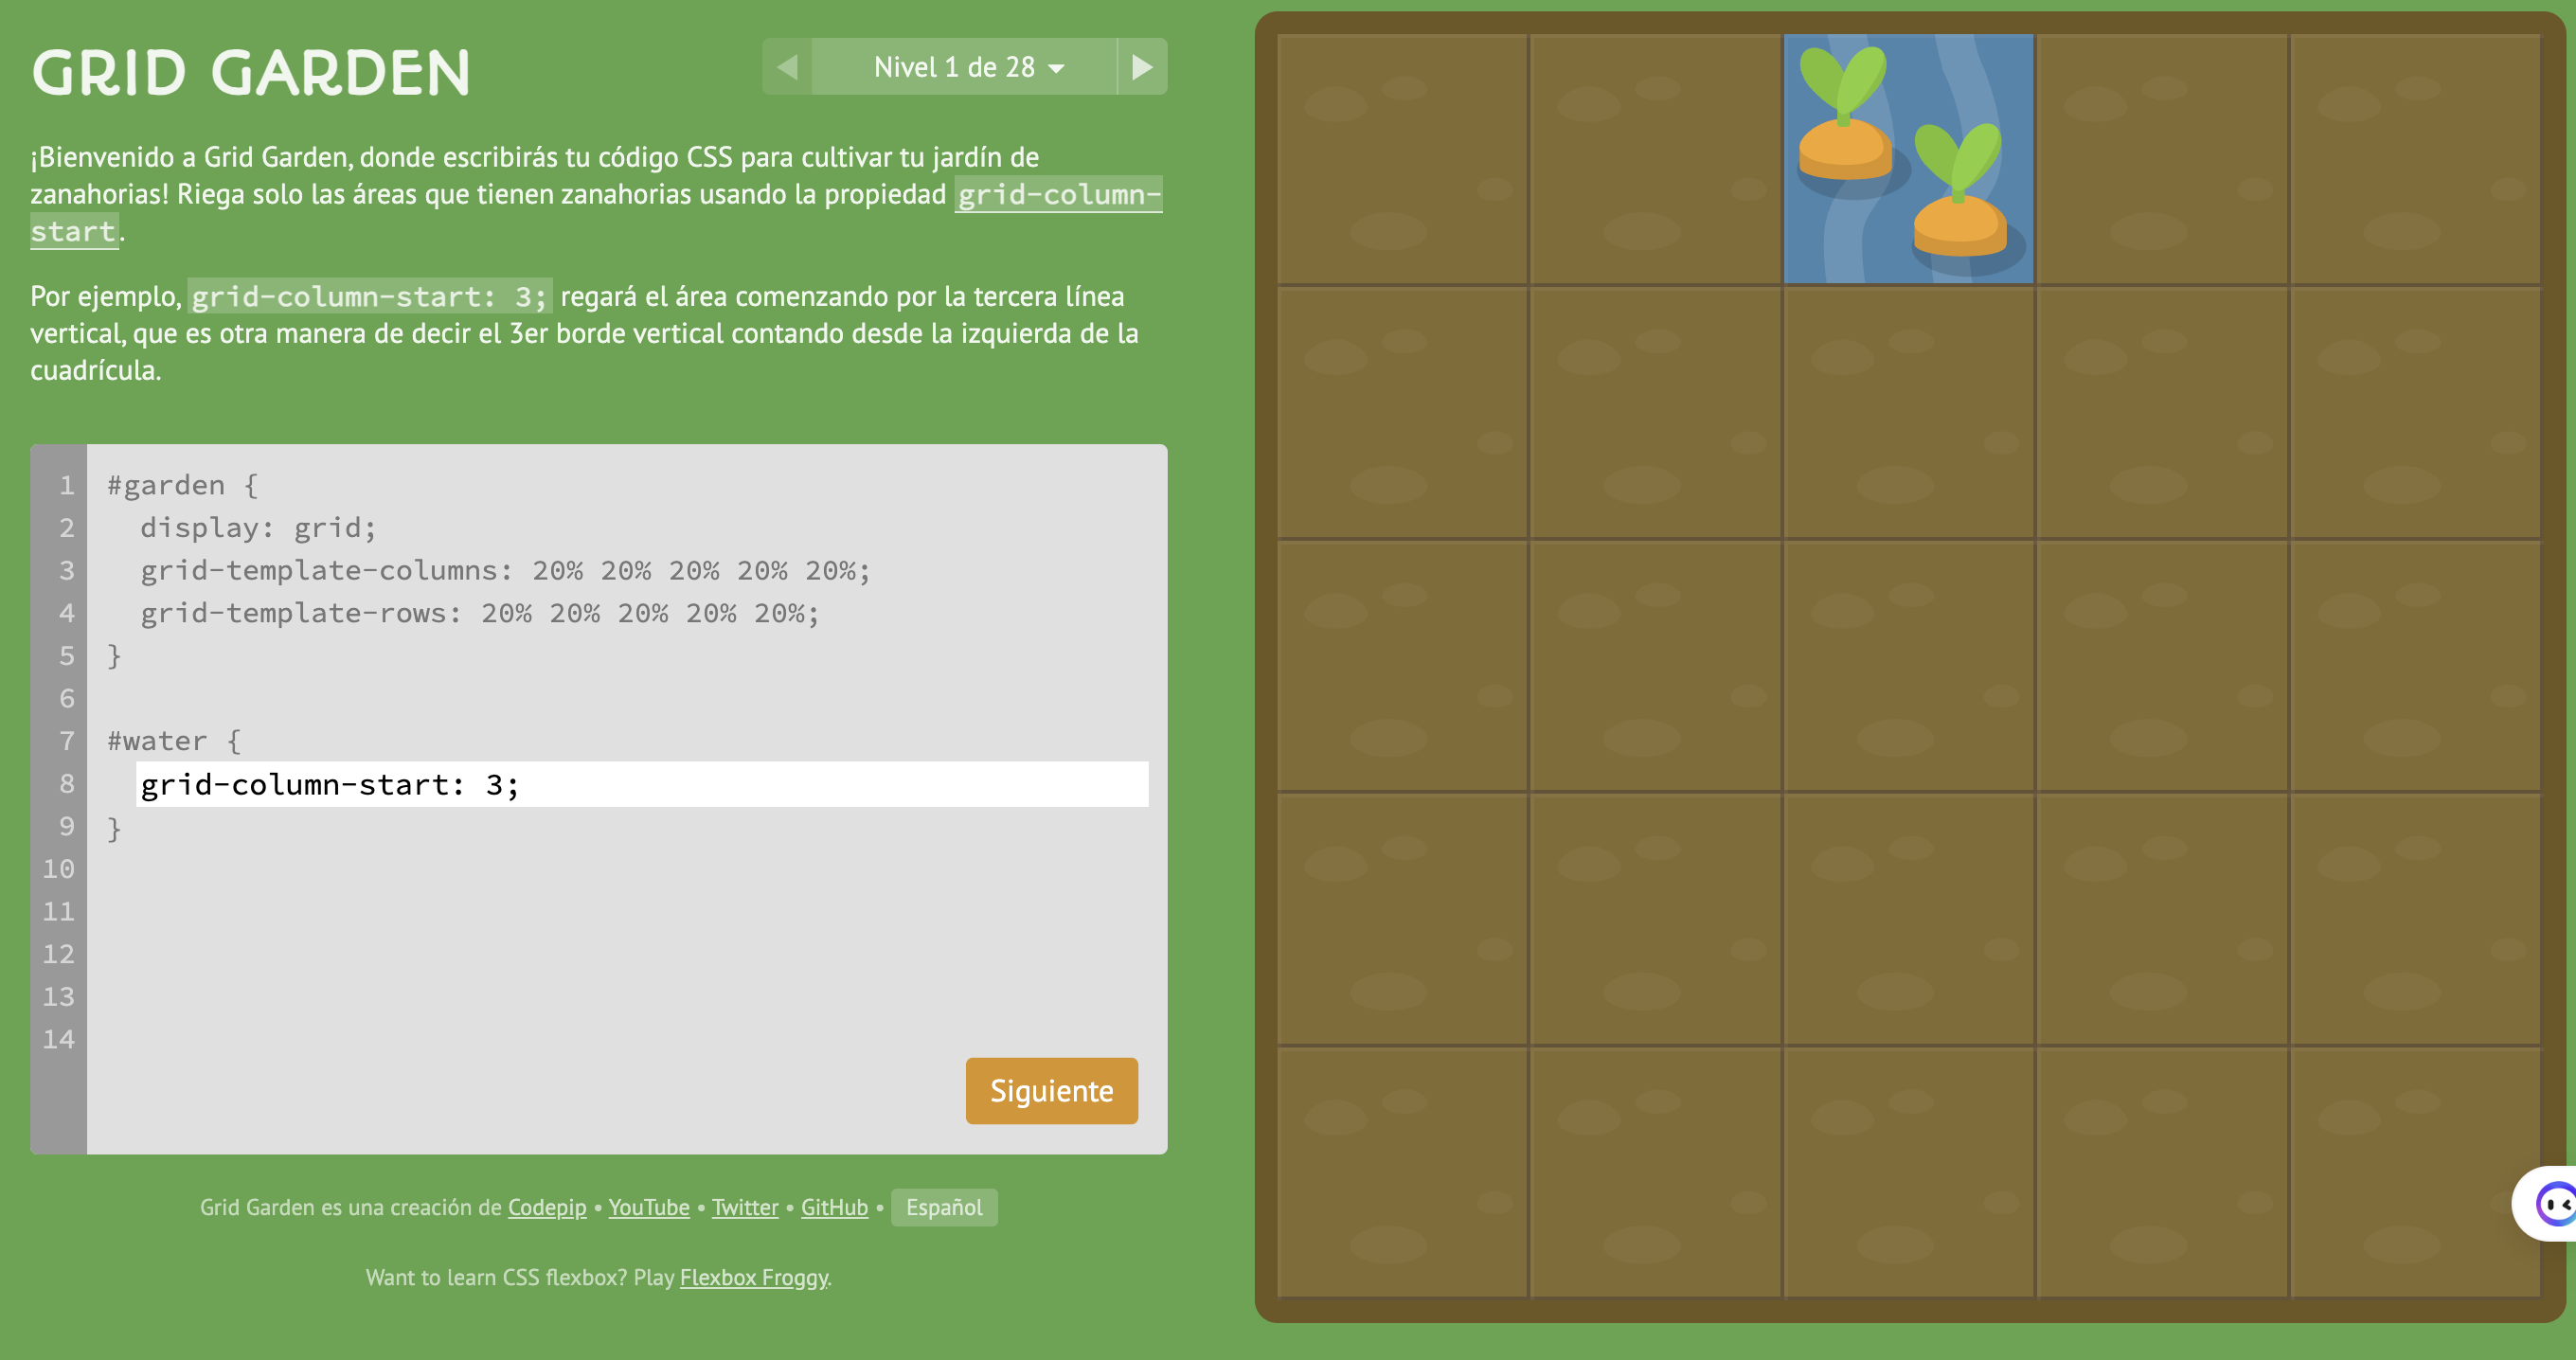 GRID GARDEN
Nivel 1 de 28
¡Bienvenido a Grid Garden, donde escribirás tu código CSS para cultivar tu jardín de
zanahorias! Riega solo las áreas que tienen zanahorias usando la propiedad grid-column-
start.
Por ejemplo, grid-column-start: 3; regará el área comenzando por la tercera línea
vertical, que es otra manera de decir el 3er borde vertical contando desde la izquierda de la
cuadrícula.
1 #garden {
2 display: grid;
3 grid-template-columns: 20% 20% 20% 20% 20%;
4 grid-template-rows: 20% 20% 20% 20% 20%;
5 }
6
7 #water {
8 grid-column-start: 3;
9 }
10
11
12
13
14
Siguiente
Grid Garden es una creación de Codepip • YouTube • Twitter • GitHub • Español
Want to learn CSS flexbox? Play Flexbox Froggy.